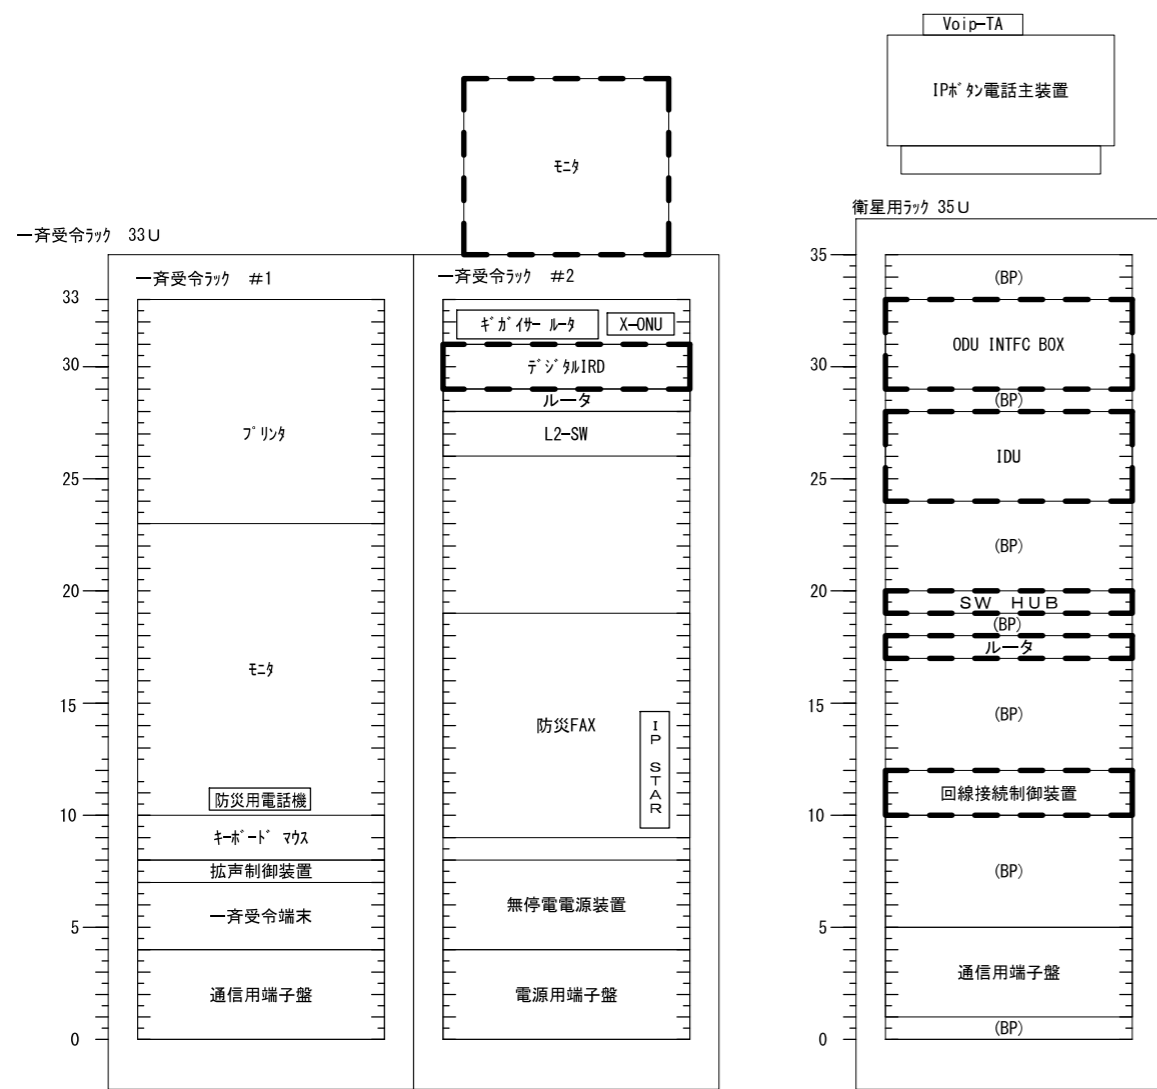 Voip-TA
IPﾎﾞﾀﾝ電話主装置
ﾓﾆﾀ
一斉受令ﾗｯｸ 33Ｕ
衛星用ﾗｯｸ 35Ｕ
一斉受令ﾗｯｸ ＃1
一斉受令ﾗｯｸ ＃2
33
30
25
20
15
10
5
0
ﾌﾟﾘﾝﾀ
ﾓﾆﾀ
防災用電話機
ｷｰﾎﾞｰﾄﾞ ﾏｳｽ
拡声制御装置
一斉受令端末
通信用端子盤
ｷﾞｶﾞｲｻｰ ﾙｰﾀ
X-ONU
ﾃﾞｼﾞﾀﾙIRD
ルータ
L2-SW
防災FAX
IP STAR
無停電電源装置
電源用端子盤
35
30
25
20
15
10
5
0
(BP)
ODU INTFC BOX
(BP)
IDU
(BP)
ＳＷ ＨＵＢ
(BP)
ルータ
(BP)
回線接続制御装置
(BP)
通信用端子盤
(BP)